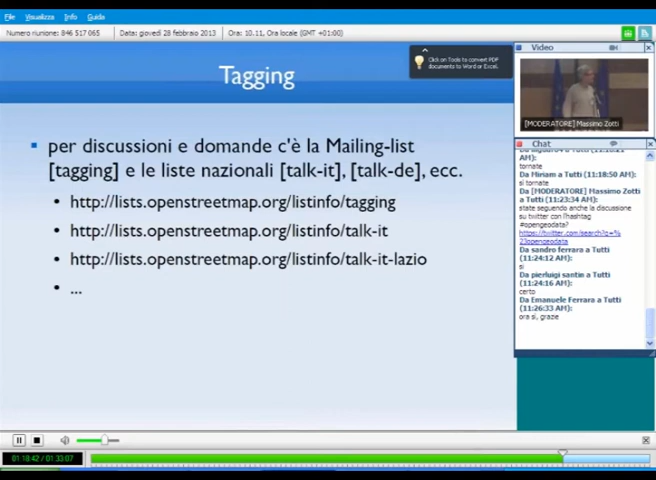 File Visualizza Info Guida
Numero riunione: 846 517 065 Data: giovedì 28 febbraio 2013 Ora: 10.11, Ora locale (GMT +01:00)
Tagging
Click on Tools to convert PDF
documents to Word or Excel.
per discussioni e domande c'è la Mailing-list
[tagging] e le liste nazionali [talk-it], [talk-de], ecc.
http://lists.openstreetmap.org/listinfo/tagging
http://lists.openstreetmap.org/listinfo/talk-it
http://lists.openstreetmap.org/listinfo/talk-it-lazio
...
Video
[MODERATORE] Massimo Zotti
Chat
AM):
tornate
Da Miriam a Tutti (11:18:50 AM):
si tornate
Da [MODERATORE] Massimo Zotti
a Tutti (11:23:34 AM):
state seguendo anche la discussione
su twitter con l'hashtag
#opengeodata?
https://twitter.com/search?q=%
23opengeodata
Da sandro ferrara a Tutti
(11:24:12 AM):
si
Da pierluigi santin a Tutti
(11:24:16 AM):
certo
Da Emanuele Ferrara a Tutti
(11:26:33 AM):
ora si, grazie
01:18:42 / 01:33:07